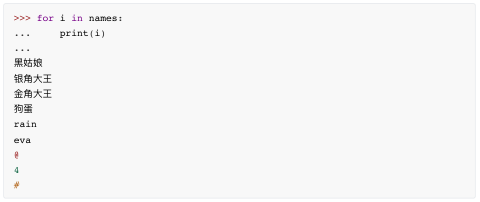 >>> for i in names:
...     print(i)
...
黑姑娘
银角大王
金角大王
狗蛋
rain
eva
@
4
#